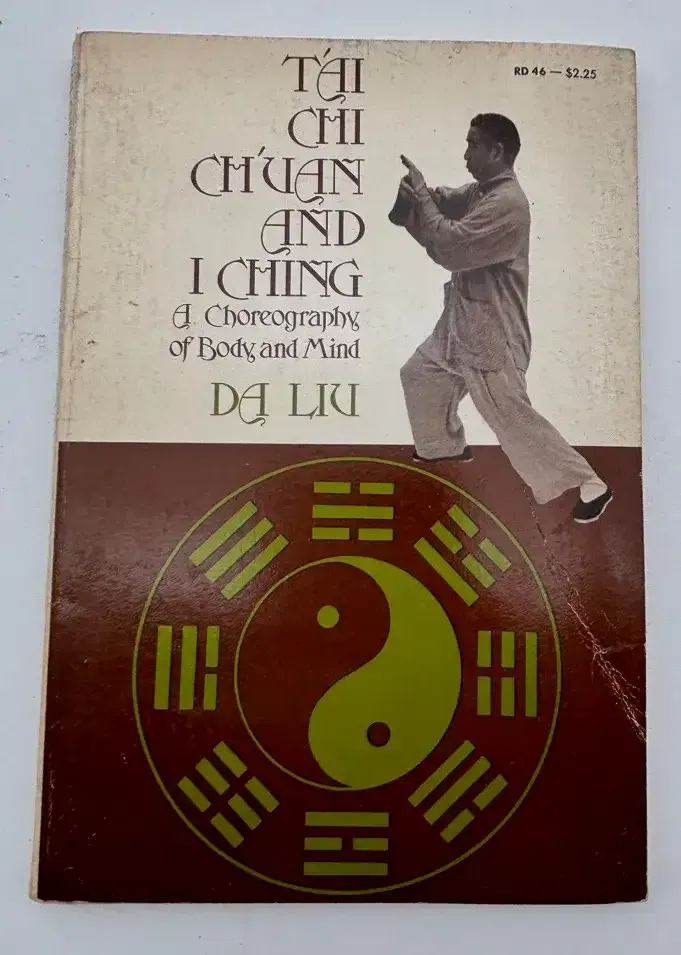 RD 46 — $2.25
T'AI
CHI
CH'UAN
AND
I CHING
A Choreography
of Body and Mind
DA LIU